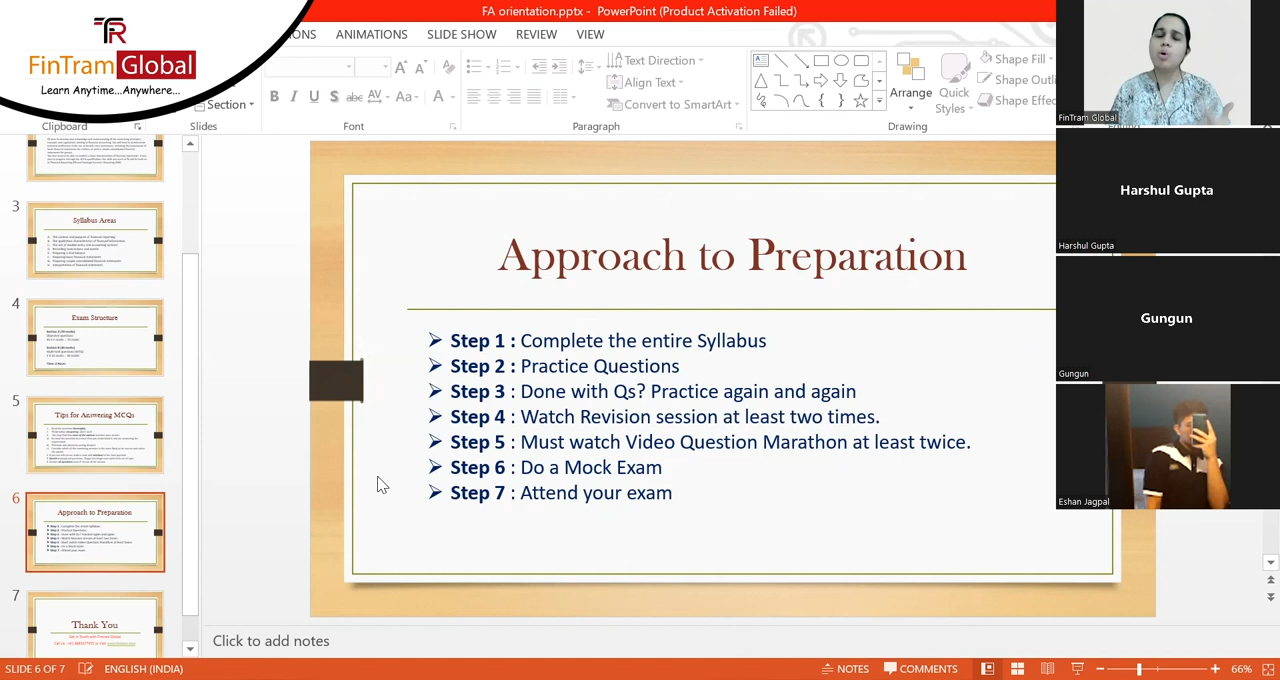 FA orientation.pptx - PowerPoint (Product Activation Failed)
TR
FinTram Global
Learn Anytime...Anywhere...
ONS ANIMATIONS SLIDE SHOW REVIEW VIEW
Section
Text Direction
Align Text
Convert to SmartArt
B I U S abc AV Aa A
Arrange
Quick Styles
Shape Fill
Shape Outli
Shape Effec
Clipboard
Slides
Font
Paragraph
Drawing
FinTram Global
Harshul Gupta
Harshul Gupta
Gungun
Gungun
Eshan Jagpal
3
Syllabus Areas
4
Exam Structure
5
Tips for Answering MCQs
6
Approach to Preparation
7
Thank You
Approach to Preparation
Step 1 : Complete the entire Syllabus
Step 2 : Practice Questions
Step 3 : Done with Qs? Practice again and again
Step 4 : Watch Revision session at least two times.
Step 5 : Must watch Video Question Marathon at least twice.
Step 6 : Do a Mock Exam
Step 7 : Attend your exam
Click to add notes
SLIDE 6 OF 7
ENGLISH (INDIA)
NOTES
COMMENTS
66%